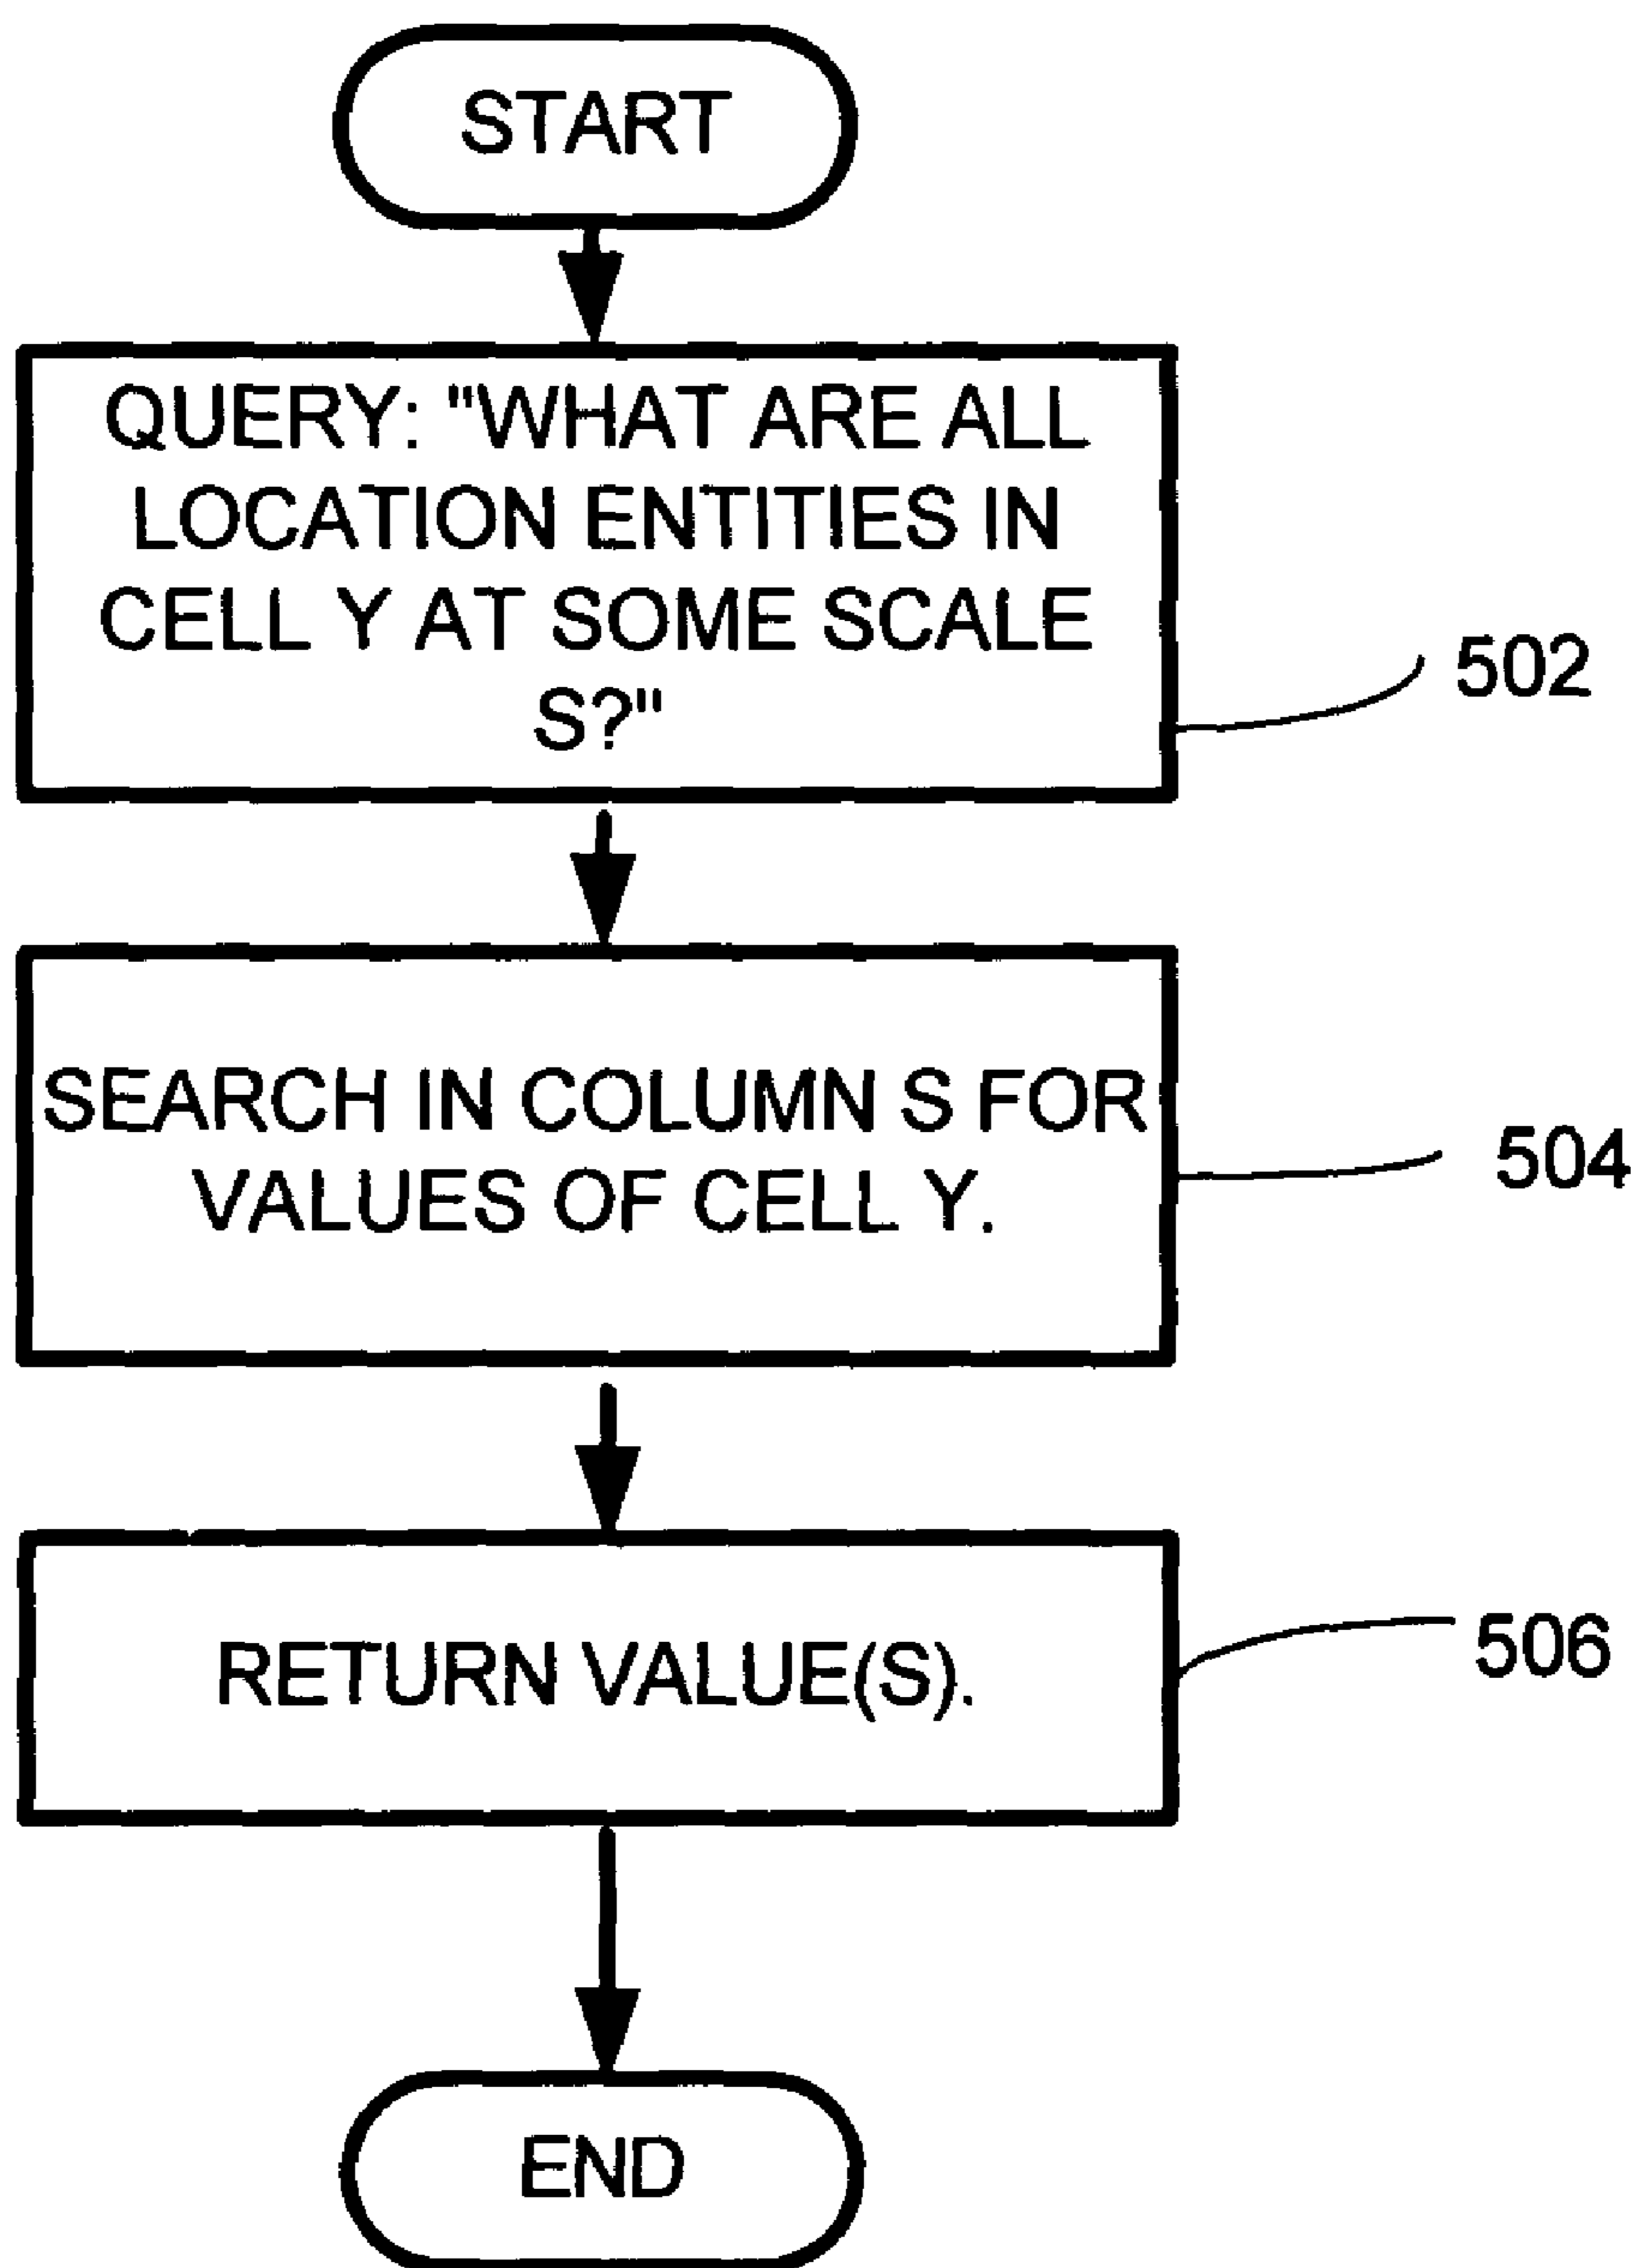 START
QUERY: "WHAT ARE ALL
LOCATION ENTITIES IN
CELL Y AT SOME SCALE
S?"
502
SEARCH IN COLUMN S FOR
VALUES OF CELL Y.
504
RETURN VALUE(S).
506
END